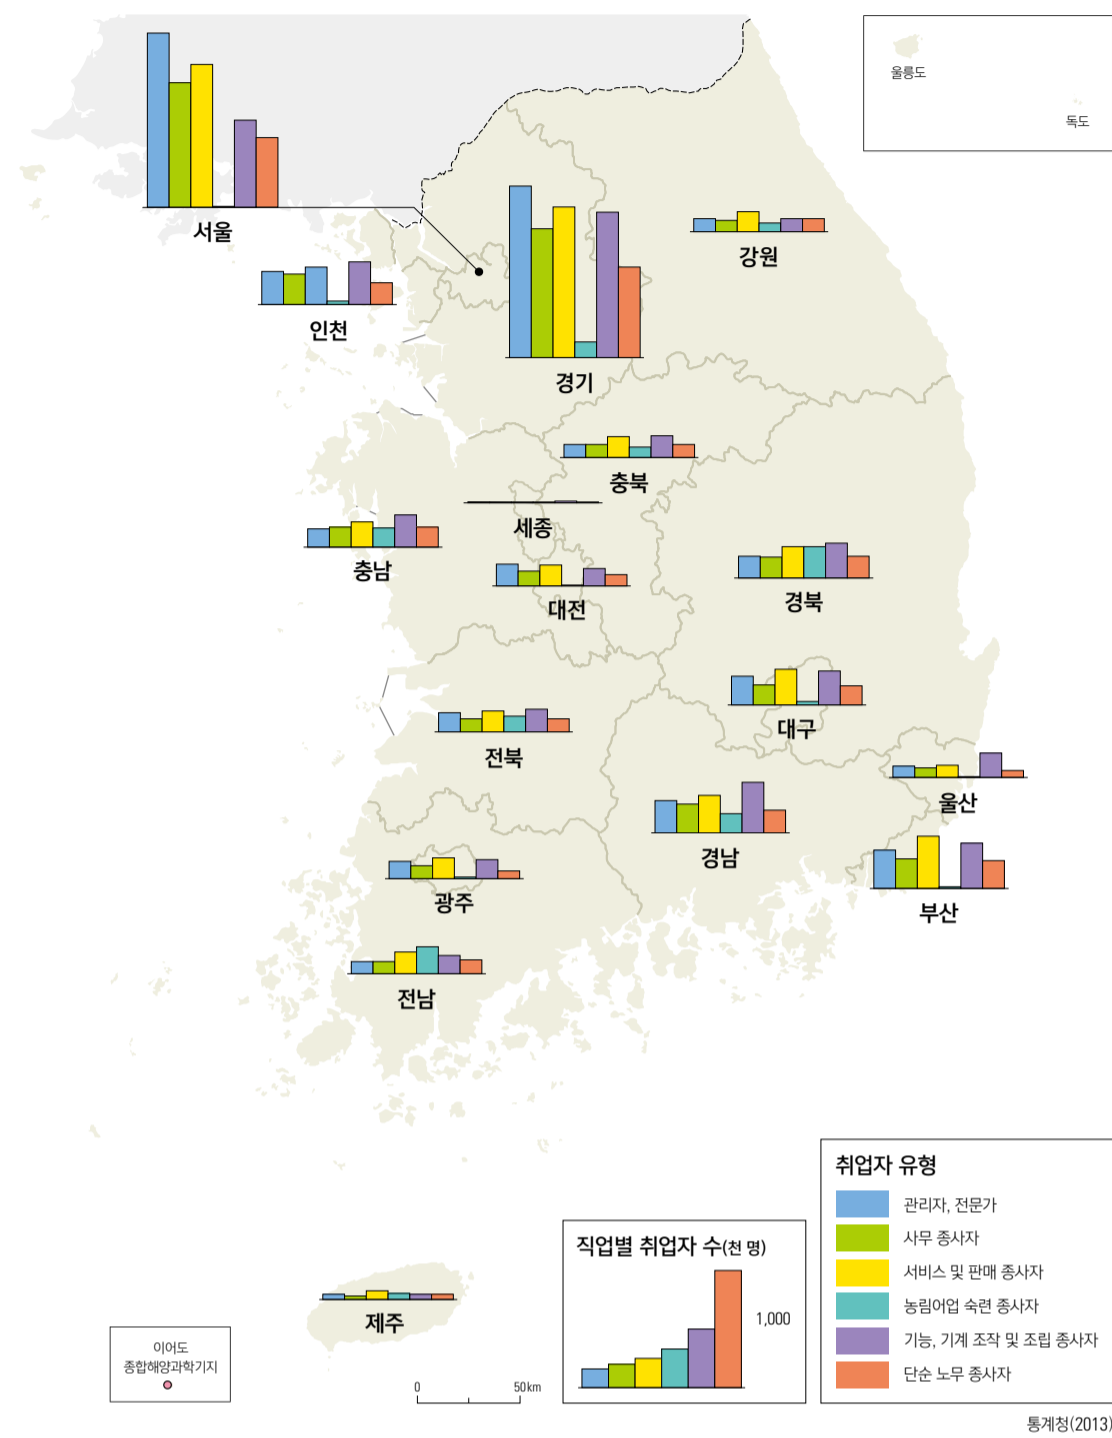 울릉도
독도
서울
강원
인천
경기
충북
세종
충남
대전
경북
대구
전북
울산
경남
광주
부산
전남
제주
이어도
종합해양과학기지
0 50km
직업별 취업자 수(천 명)
1,000
취업자 유형
관리자, 전문가
사무 종사자
서비스 및 판매 종사자
농림어업 숙련 종사자
기능, 기계 조작 및 조립 종사자
단순 노무 종사자
통계청(2013)